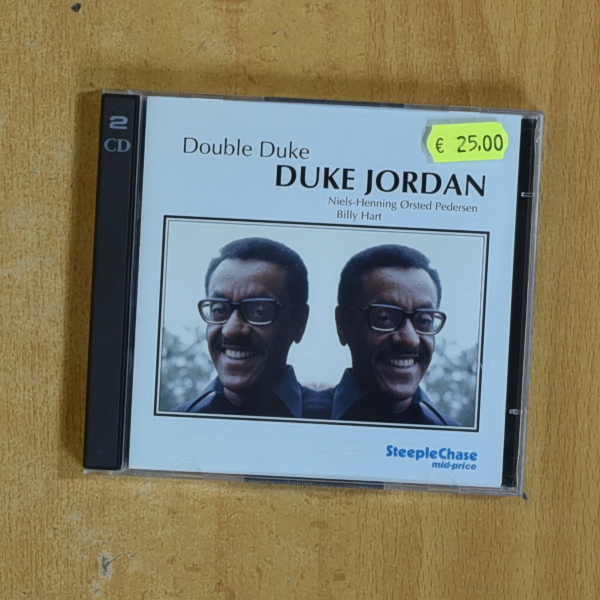 2
CD
Double Duke
€ 25,00
DUKE JORDAN
Niels-Henning Ørsted Pedersen
Billy Hart
SteepleChase
mid-price